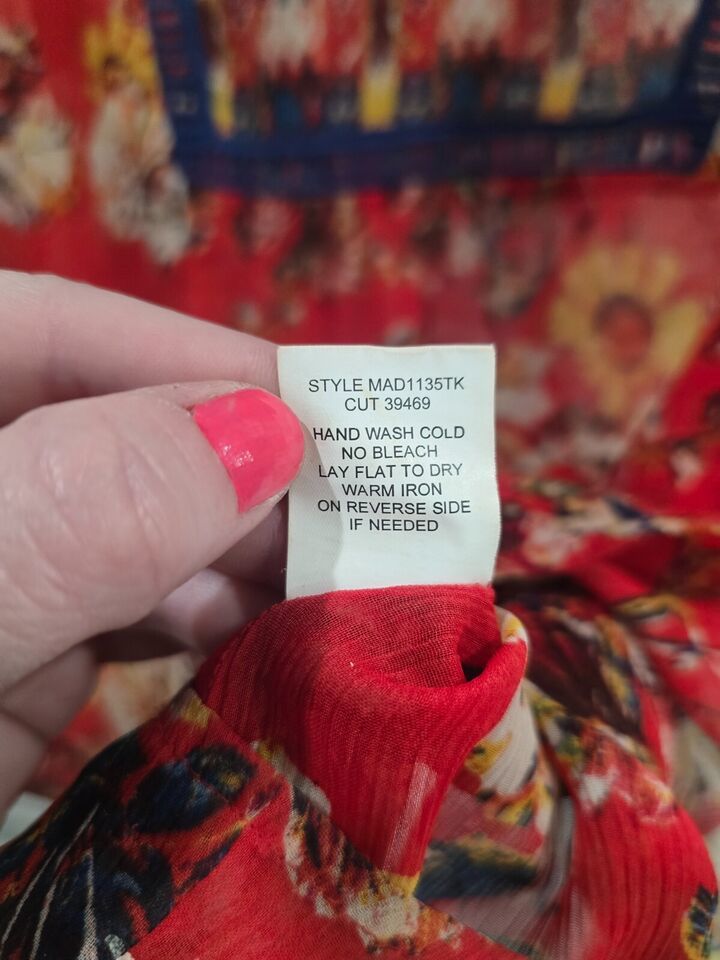 STYLE MAD1135TK
CUT 39469
HAND WASH COLD
NO BLEACH
LAY FLAT TO DRY
WARM IRON
ON REVERSE SIDE
IF NEEDED